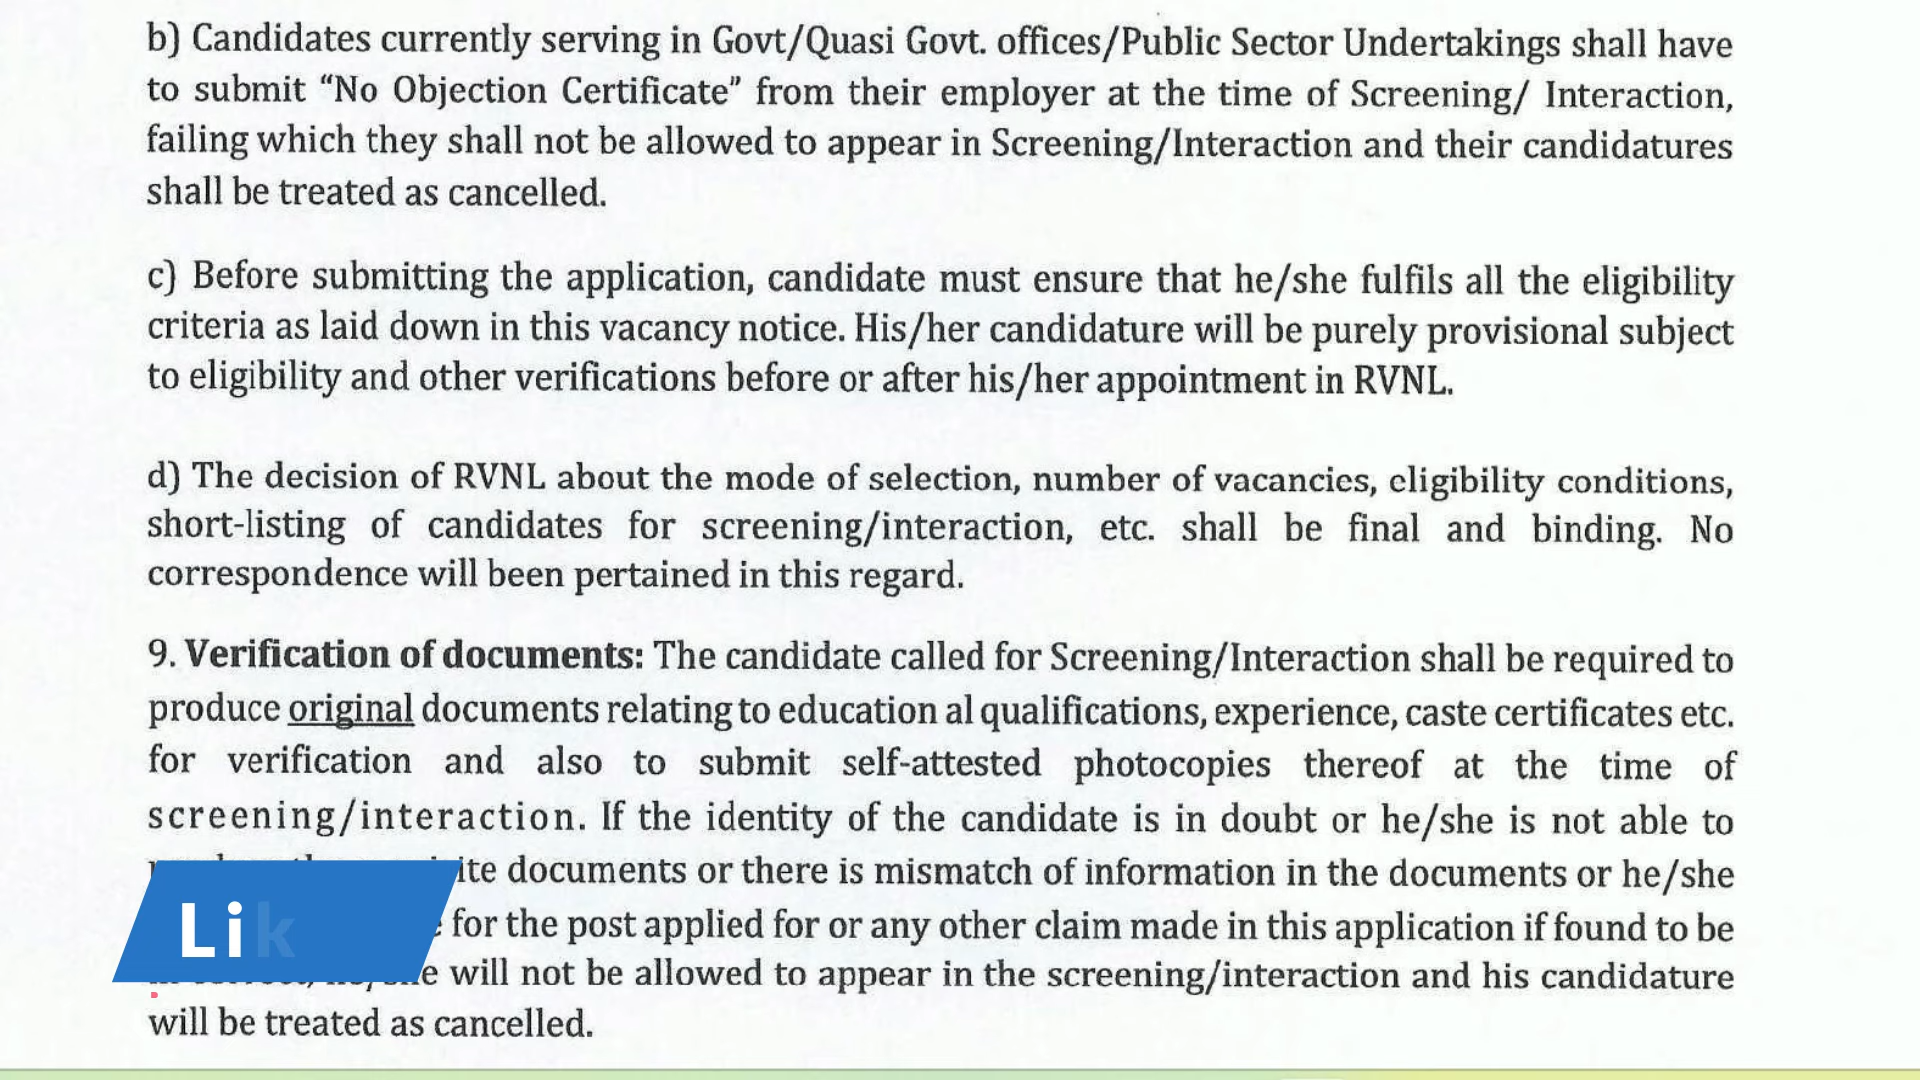 b) Candidates currently serving in Govt/Quasi Govt. offices/Public Sector Undertakings shall have
to submit “No Objection Certificate” from their employer at the time of Screening/ Interaction,
failing which they shall not be allowed to appear in Screening/Interaction and their candidatures
shall be treated as cancelled.
c) Before submitting the application, candidate must ensure that he/she fulfils all the eligibility
criteria as laid down in this vacancy notice. His/her candidature will be purely provisional subject
to eligibility and other verifications before or after his/her appointment in RVNL.
d) The decision of RVNL about the mode of selection, number of vacancies, eligibility conditions,
short-listing of candidates for screening/interaction, etc. shall be final and binding. No
correspondence will been pertained in this regard.
9. Verification of documents: The candidate called for Screening/Interaction shall be required to
produce original documents relating to education al qualifications, experience, caste certificates etc.
for verification and also to submit self-attested photocopies thereof at the time of
screening/interaction. If the identity of the candidate is in doubt or he/she is not able to
documents or there is mismatch of information in the documents or he/she
for the post applied for or any other claim made in this application if found to be
will not be allowed to appear in the screening/interaction and his candidature
will be treated as cancelled.
Lik